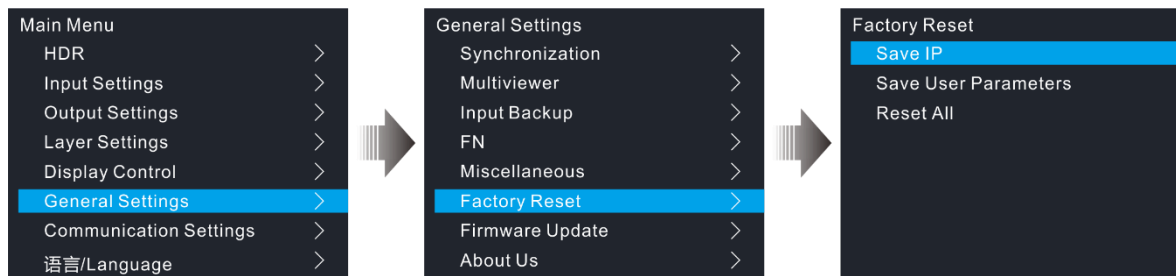 Main Menu
HDR
Input Settings
Output Settings
Layer Settings
Display Control
General Settings
Communication Settings
语言/Language
General Settings
Synchronization
Multiviewer
Input Backup
FN
Miscellaneous
Factory Reset
Firmware Update
About Us
Factory Reset
Save IP
Save User Parameters
Reset All